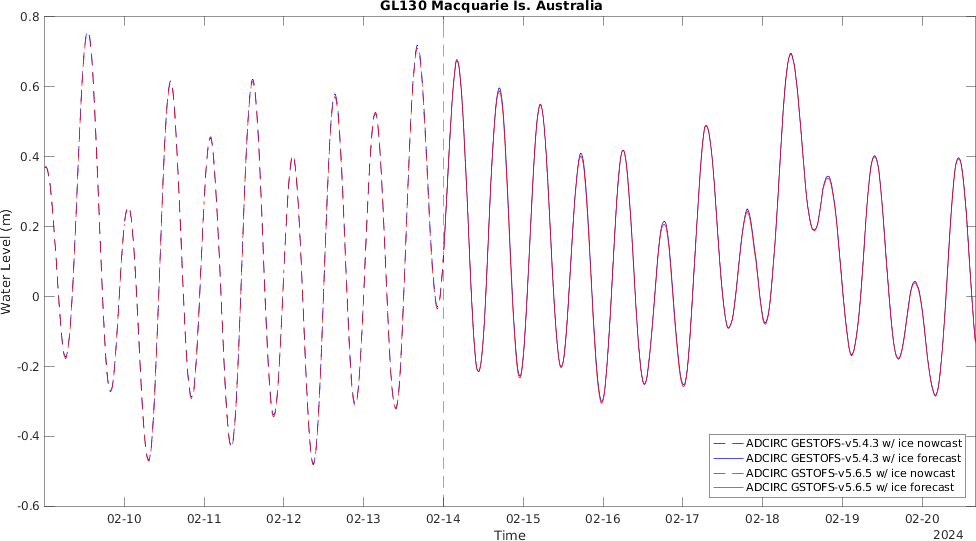 GL130 Macquarie Is. Australia
0.8
0.6
0.4
0.2
0
-0.2
-0.4
-0.6
Water Level (m)
ADCIRC GESTOFS-v5.4.3 w/ ice nowcast
ADCIRC GESTOFS-v5.4.3 w/ ice forecast
ADCIRC GSTOFS-v5.6.5 w/ ice nowcast
ADCIRC GSTOFS-v5.6.5 w/ ice forecast
02-10 02-11 02-12 02-13 02-14 02-15 02-16 02-17 02-18 02-19 02-20
Time
2024